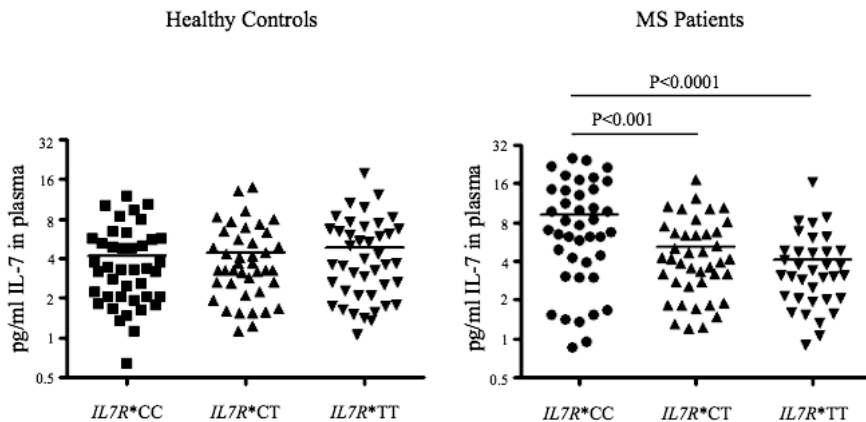 Healthy Controls
pg/ml IL-7 in plasma
32
16
8
4
2
1
0.5
IL7R*CC IL7R*CT IL7R*TT
MS Patients
P<0.0001
P<0.001
pg/ml IL-7 in plasma
32
16
8
4
2
1
0.5
IL7R*CC IL7R*CT IL7R*TT